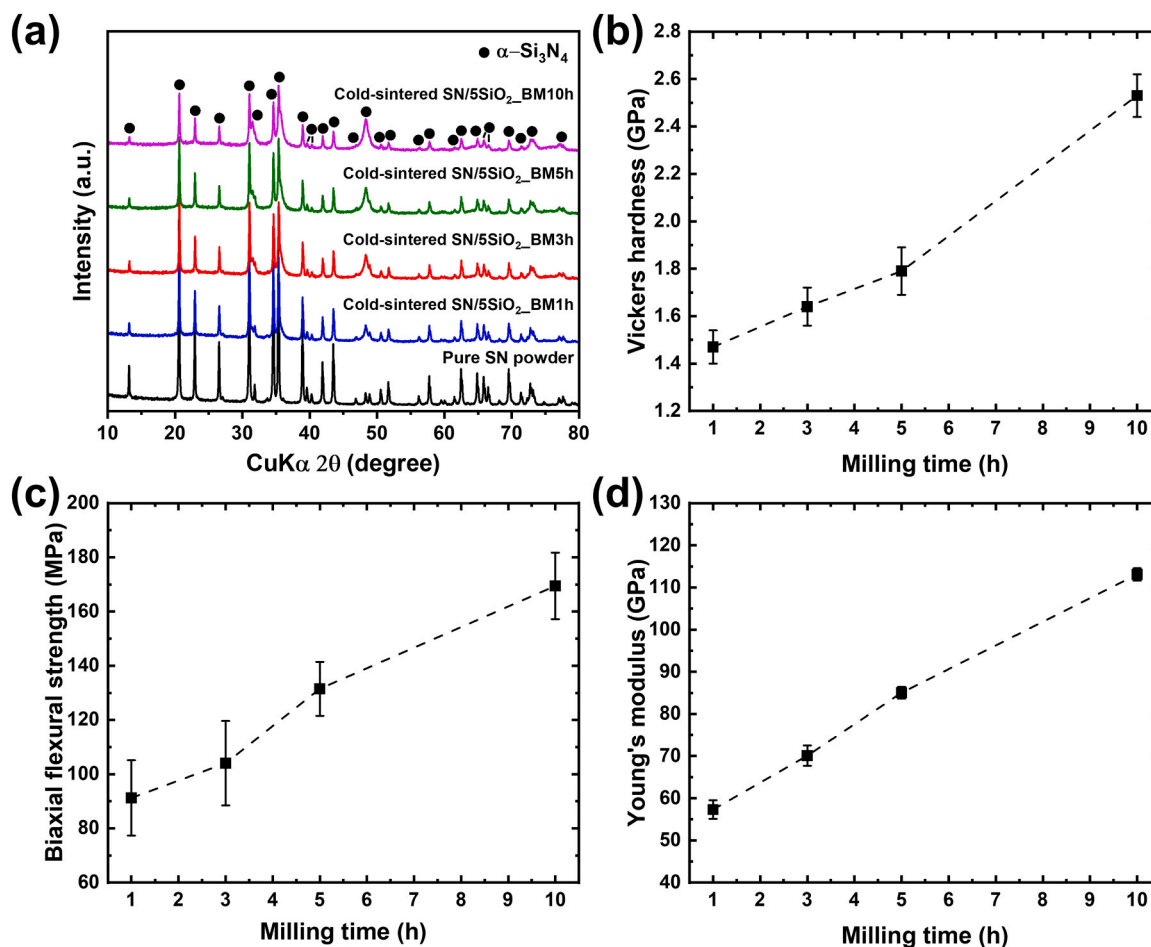 (a)
● α–Si₃N₄
Cold-sintered SN/5SiO₂_BM10h
Cold-sintered SN/5SiO₂_BM5h
Cold-sintered SN/5SiO₂_BM3h
Cold-sintered SN/5SiO₂_BM1h
Pure SN powder
Intensity (a.u.)
10 20 30 40 50 60 70 80
CuKα 2θ (degree)
(b)
2.8
2.6
2.4
2.2
2.0
1.8
1.6
1.4
1.2
Vickers hardness (GPa)
1 2 3 4 5 6 7 8 9 10
Milling time (h)
(c)
200
180
160
140
120
100
80
60
Biaxial flexural strength (MPa)
1 2 3 4 5 6 7 8 9 10
Milling time (h)
(d)
130
120
110
100
90
80
70
60
50
40
Young's modulus (GPa)
1 2 3 4 5 6 7 8 9 10
Milling time (h)